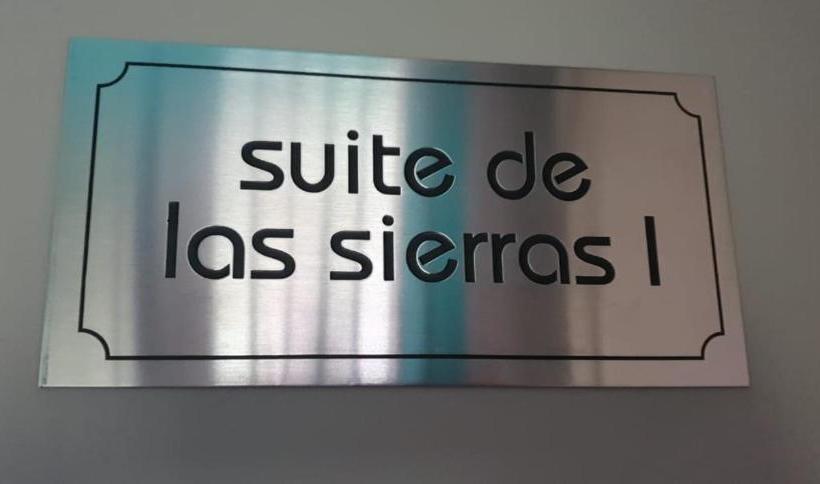 suite de
las sierras I